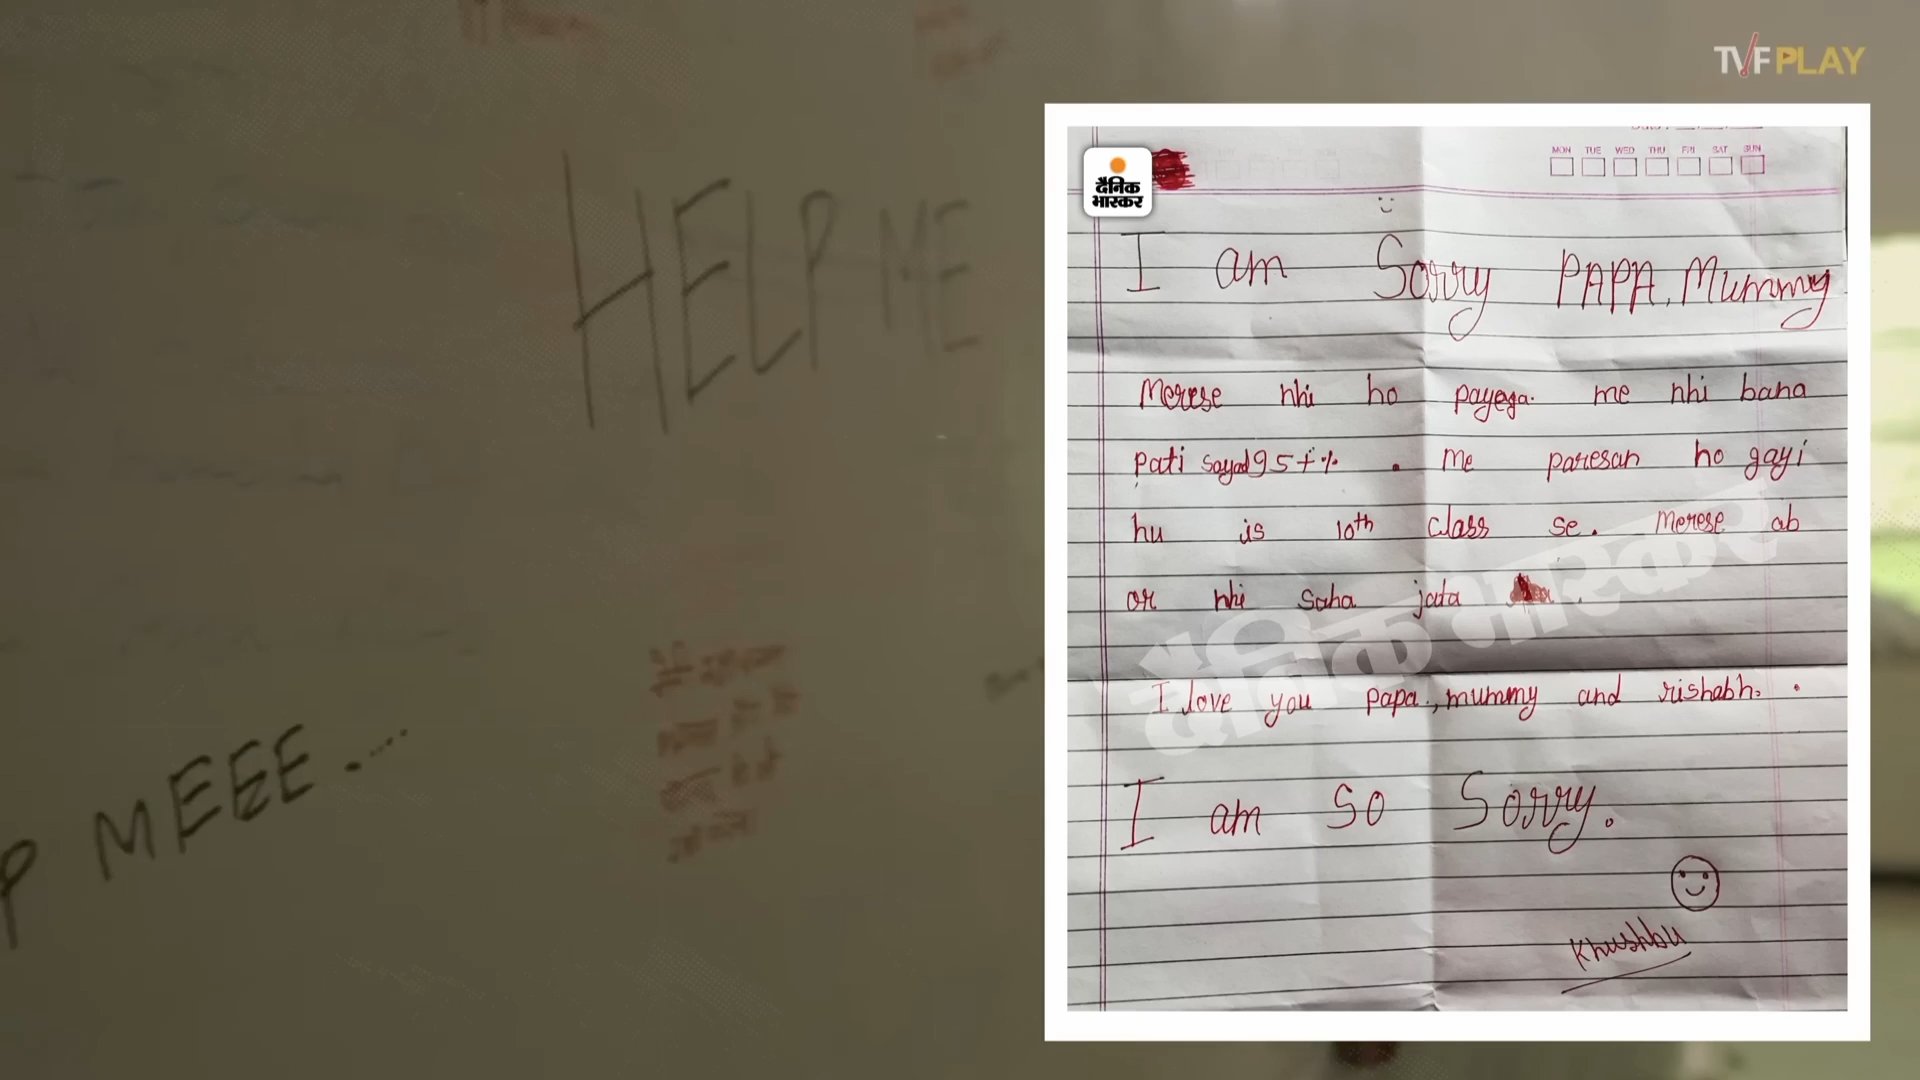 TVFPLAY
HELP ME
P MEEE....
दैनिक
भास्कर
MON TUE WED THU FRI SAT SUN
I am Sorry PAPA, Mummy
Merese nhi ho payega. me nhi bana
pati sayad 95+% . me paresan ho gayi
hu is 10th class se. Merese ab
or nhi saha jata
I love you papa., mummy and rishabh. .
I am so Sorry.
Khushbu
दैनिक भास्कर